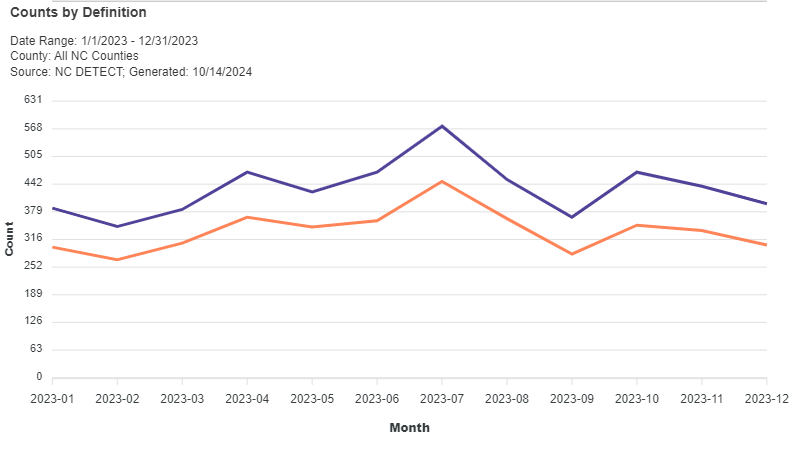 Counts by Definition
Date Range: 1/1/2023 - 12/31/2023
County: All NC Counties
Source: NC DETECT; Generated: 10/14/2024
631
568
505
442
379
316
252
189
126
63
0
Count
2023-01 2023-02 2023-03 2023-04 2023-05 2023-06 2023-07 2023-08 2023-09 2023-10 2023-11 2023-12
Month